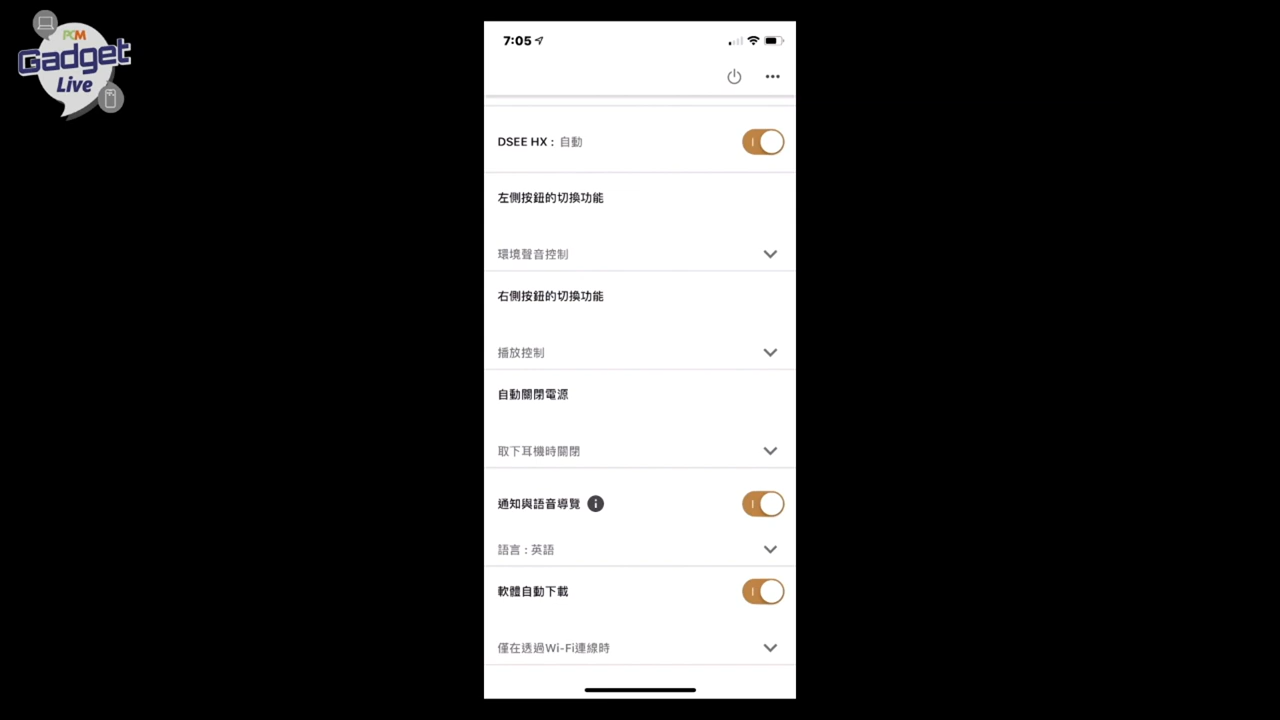 PCM
Gadget
Live
7:05
DSEE HX : 自動
左側按鈕的切換功能
環境聲音控制
右側按鈕的切換功能
播放控制
自動關閉電源
取下耳機時關閉
通知與語音導覽
語言 : 英語
軟體自動下載
僅在透過Wi-Fi連線時